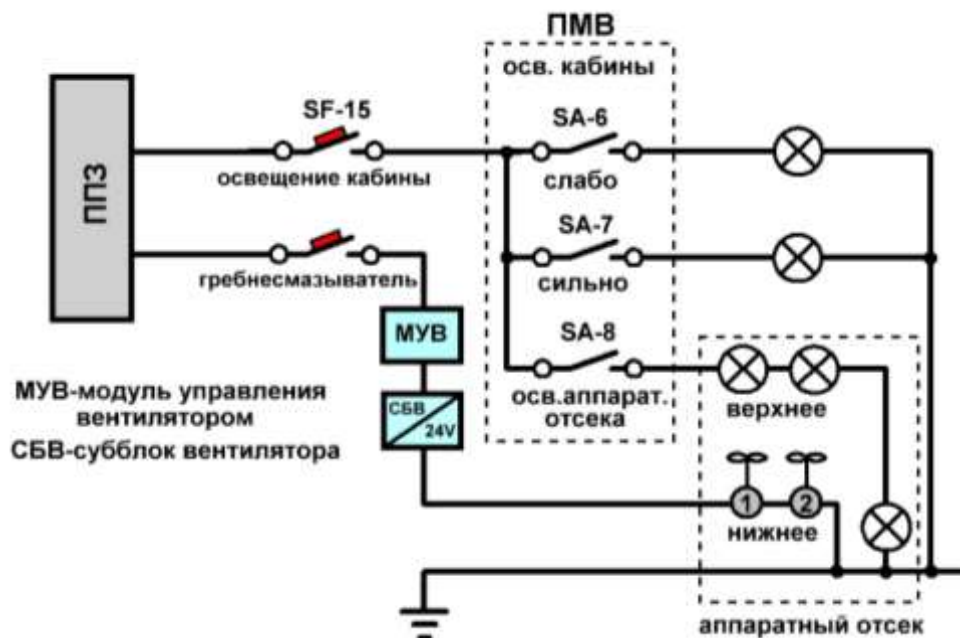 ПМВ
осв. кабины
SF-15
SA-6
ППЗ
освещение кабины
слабо
SA-7
гребнесмазыватель
сильно
МУВ
SA-8
МУВ-модуль управления
вентилятором
осв.аппарат.
отсека
верхнее
СБВ
24V
СБВ-субблок вентилятора
1
2
нижнее
аппаратный отсек